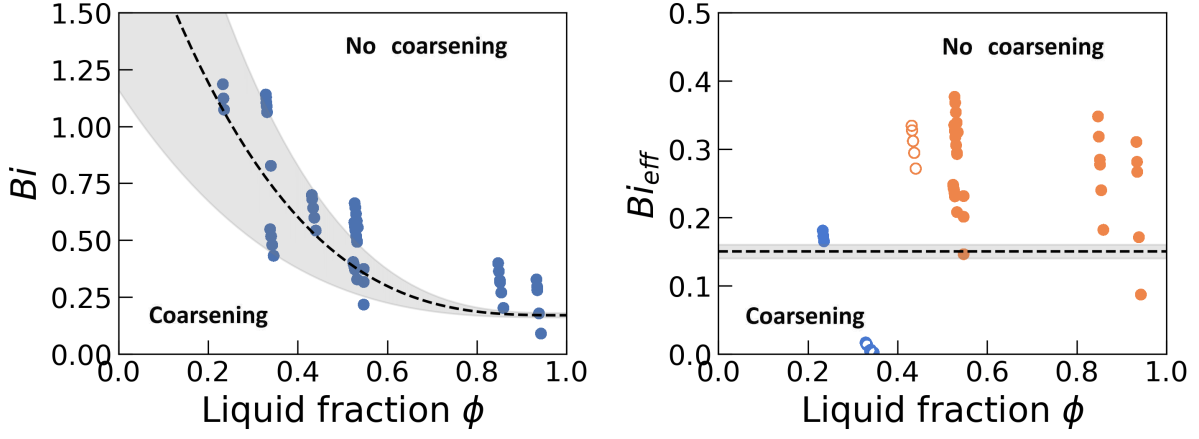 1.50
1.25
1.00
0.75
0.50
0.25
0.00
Bi
No coarsening
Coarsening
0.0 0.2 0.4 0.6 0.8 1.0
Liquid fraction ϕ
0.5
0.4
0.3
0.2
0.1
0.0
Bi_eff
No coarsening
Coarsening
0.0 0.2 0.4 0.6 0.8 1.0
Liquid fraction ϕ